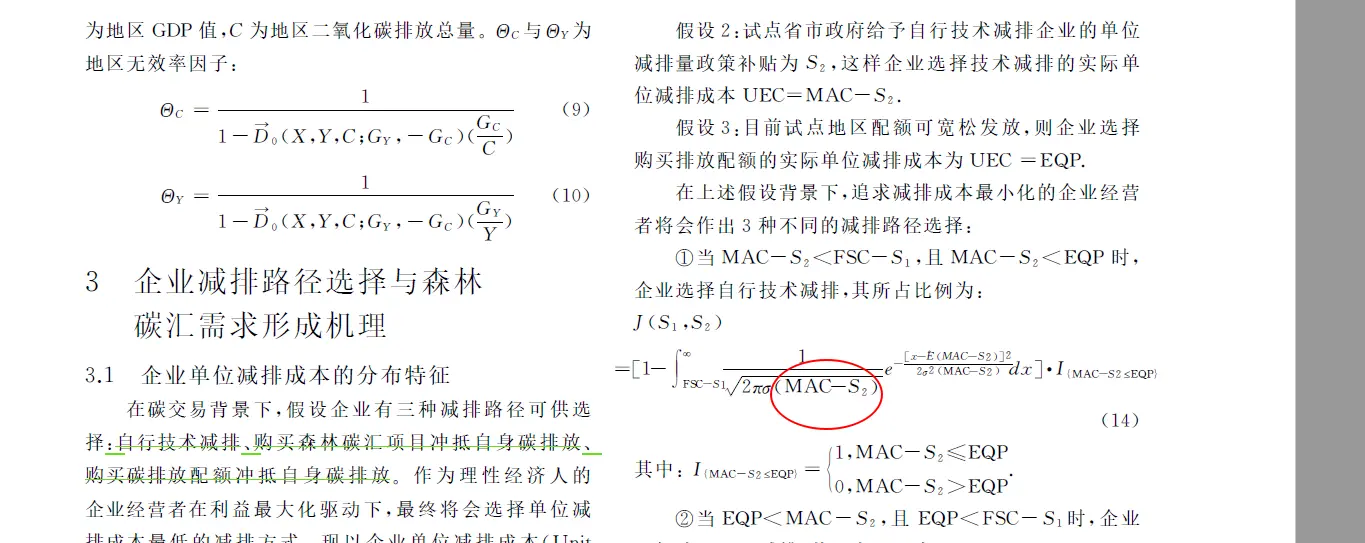 为地区 GDP 值,C 为地区二氧化碳排放总量。Θ_C 与 Θ_Y 为
地区无效率因子:
Θ_C = \frac{1}{1-\vec{D}_0(X,Y,C;G_Y,-G_C)(\frac{G_C}{C})} (9)
Θ_Y = \frac{1}{1-\vec{D}_0(X,Y,C;G_Y,-G_C)(\frac{G_Y}{Y})} (10)
3 企业减排路径选择与森林
碳汇需求形成机理
3.1 企业单位减排成本的分布特征
在碳交易背景下,假设企业有三种减排路径可供选
择:自行技术减排、购买森林碳汇项目冲抵自身碳排放、
购买碳排放配额冲抵自身碳排放。作为理性经济人的
企业经营者在利益最大化驱动下,最终将会选择单位减
排成本最低的减排方式。现以企业单位减排成本(Unit
假设 2:试点省市政府给予自行技术减排企业的单位
减排量政策补贴为 S_2,这样企业选择技术减排的实际单
位减排成本 UEC=MAC-S_2.
假设 3:目前试点地区配额可宽松发放,则企业选择
购买排放配额的实际单位减排成本为 UEC =EQP.
在上述假设背景下,追求减排成本最小化的企业经营
者将会作出 3 种不同的减排路径选择:
①当 MAC-S_2<FSC-S_1,且 MAC-S_2<EQP 时,
企业选择自行技术减排,其所占比例为:
J(S_1,S_2)
=[1-\int_{FSC-S1}^{∞}\frac{1}{\sqrt{2πσ(MAC-S_2)}}e^{-\frac{[x-E(MAC-S2)]^2}{2σ^2(MAC-S2)}}dx]•I_{(MAC-S2≤EQP)}
(14)
其中: I_{(MAC-S2≤EQP)} = {1,MAC-S_2≤EQP
0,MAC-S_2>EQP.
②当 EQP<MAC-S_2,且 EQP<FSC-S_1时,企业